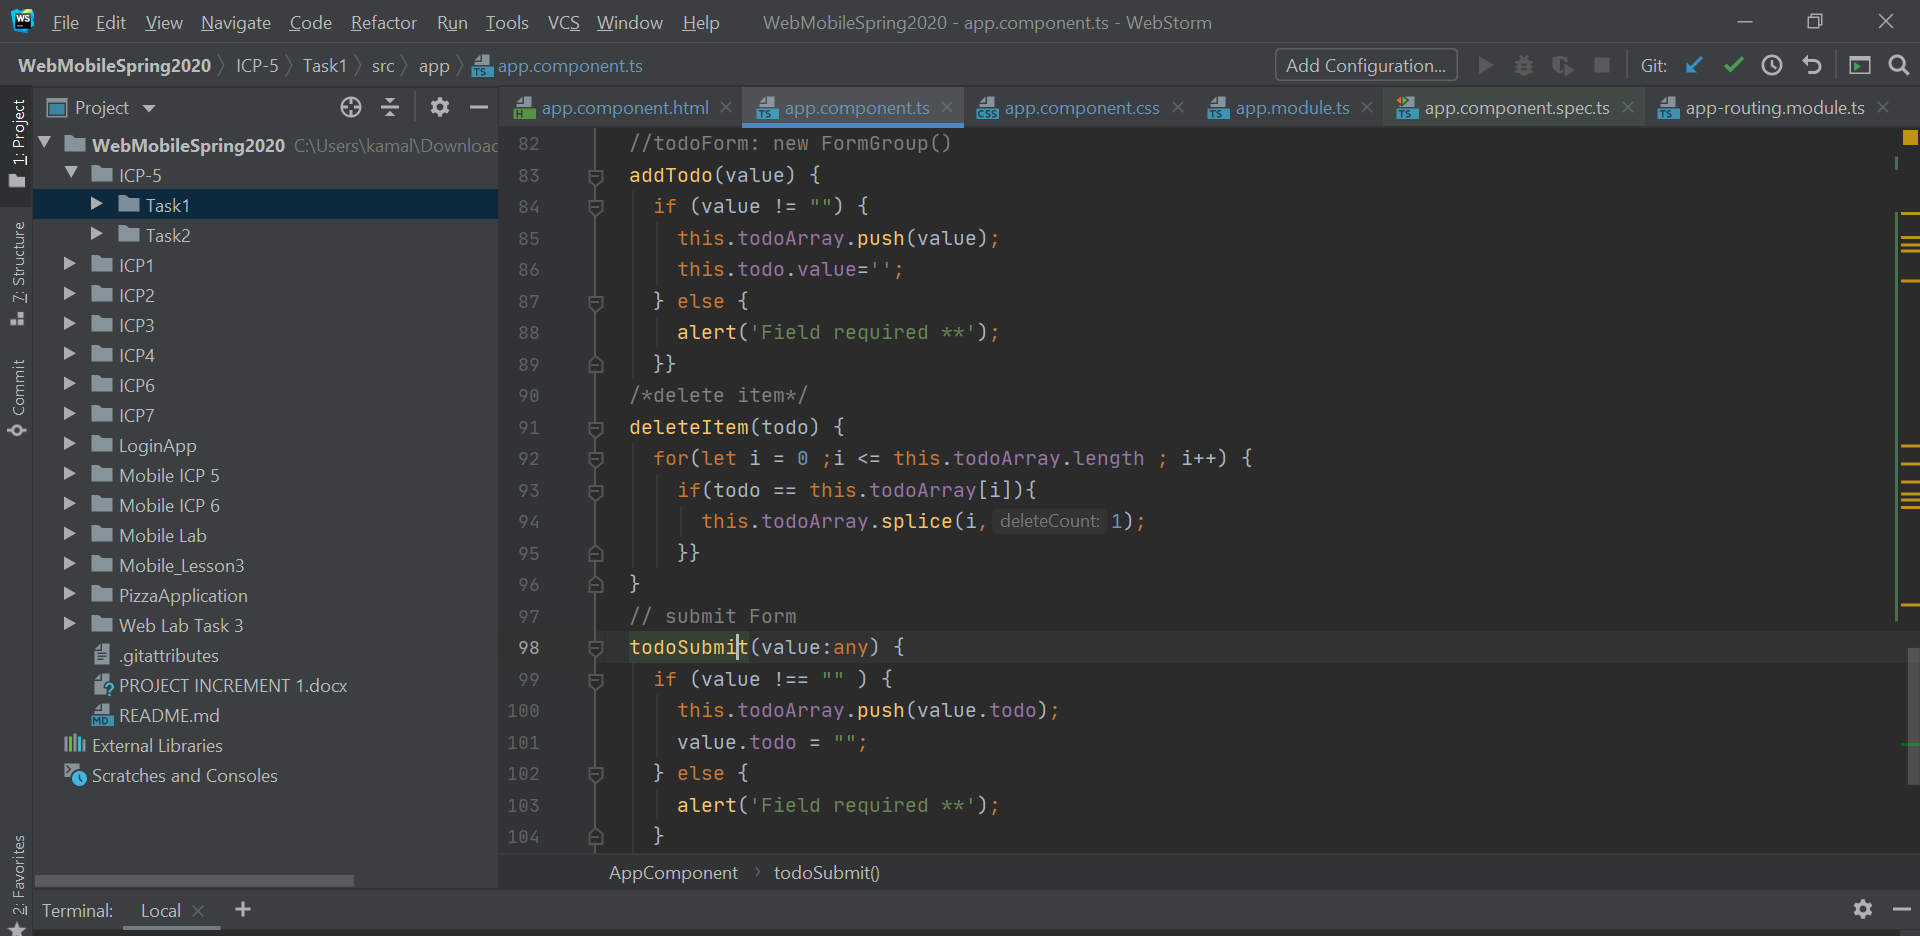 WS File Edit View Navigate Code Refactor Run Tools VCS Window Help WebMobileSpring2020 - app.component.ts - WebStorm
WebMobileSpring2020 ICP-5 Task1 src app app.component.ts Add Configuration... Git:
1: Project
7: Structure
Commit
2: Favorites
Project
WebMobileSpring2020 C:\Users\kamal\Downloac
ICP-5
Task1
Task2
ICP1
ICP2
ICP3
ICP4
ICP6
ICP7
LoginApp
Mobile ICP 5
Mobile ICP 6
Mobile Lab
Mobile_Lesson3
PizzaApplication
Web Lab Task 3
.gitattributes
PROJECT INCREMENT 1.docx
README.md
External Libraries
Scratches and Consoles
app.component.html app.component.ts app.component.css app.module.ts app.component.spec.ts app-routing.module.ts
82 //todoForm: new FormGroup()
83 addTodo(value) {
84 if (value != "") {
85 this.todoArray.push(value);
86 this.todo.value='';
87 } else {
88 alert('Field required **');
89 }}
90 /*delete item*/
91 deleteItem(todo) {
92 for(let i = 0 ;i <= this.todoArray.length ; i++) {
93 if(todo == this.todoArray[i]){
94 this.todoArray.splice(i, deleteCount: 1);
95 }}
96 }
97 // submit Form
98 todoSubmit(value:any) {
99 if (value !== "" ) {
100 this.todoArray.push(value.todo);
101 value.todo = "";
102 } else {
103 alert('Field required **');
104 }
AppComponent › todoSubmit()
Terminal: Local +